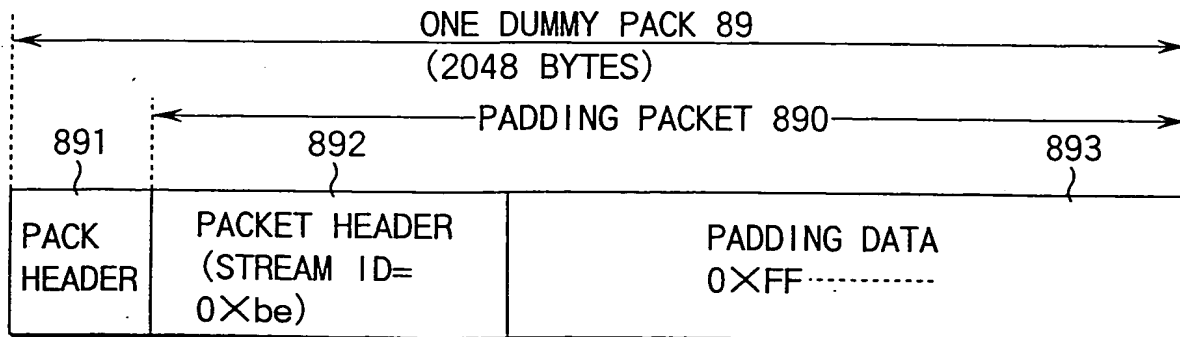 ONE DUMMY PACK 89
(2048 BYTES)
PADDING PACKET 890
891
892
893
PACK
HEADER
PACKET HEADER
(STREAM ID=
0×be)
PADDING DATA
0×FF------------